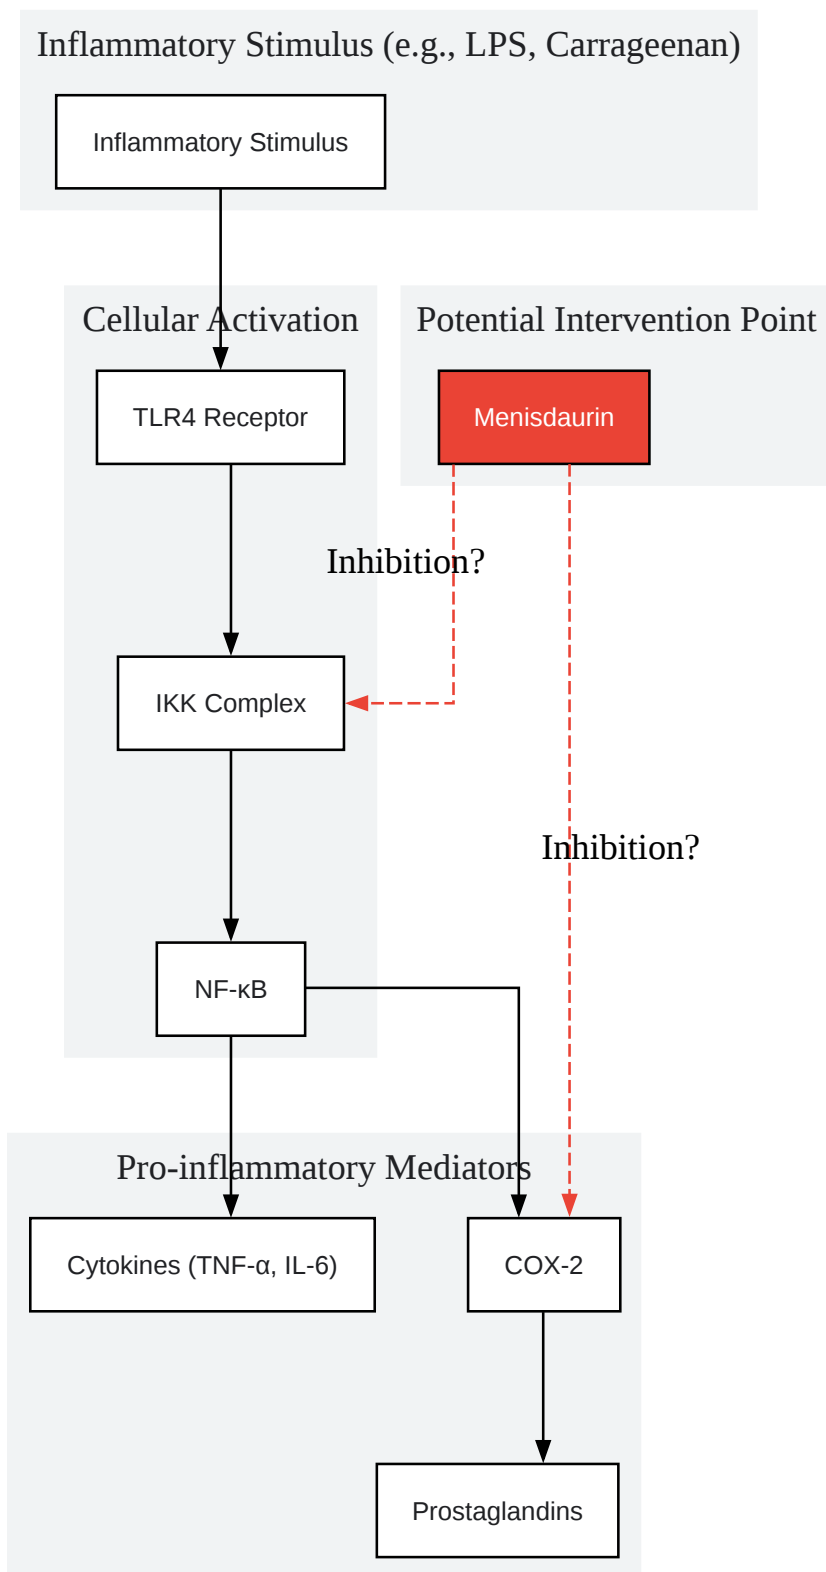 Inflammatory Stimulus (e.g., LPS, Carrageenan)
Inflammatory Stimulus
Cellular Activation
Potential Intervention Point
TLR4 Receptor
Menisdaurin
Inhibition?
IKK Complex
Inhibition?
NF-κB
Pro-inflammatory Mediators
Cytokines (TNF-α, IL-6)
COX-2
Prostaglandins